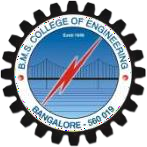 B.M.S. COLLEGE OF ENGINEERING
Estd-1946
BANGALORE - 560 019